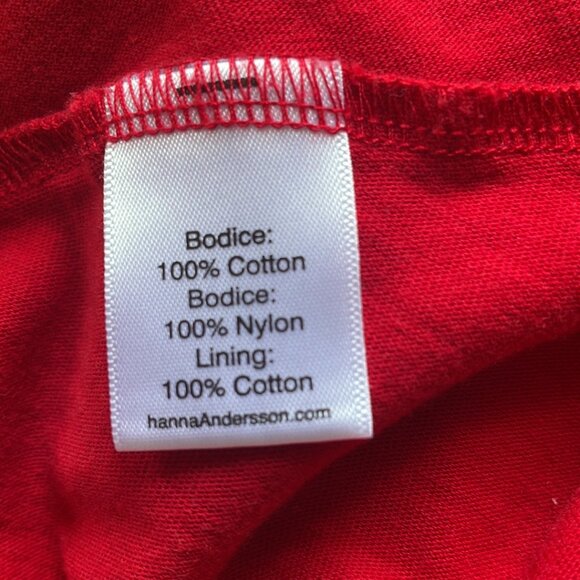 Bodice:
100% Cotton
Bodice:
100% Nylon
Lining:
100% Cotton
hannaAndersson.com